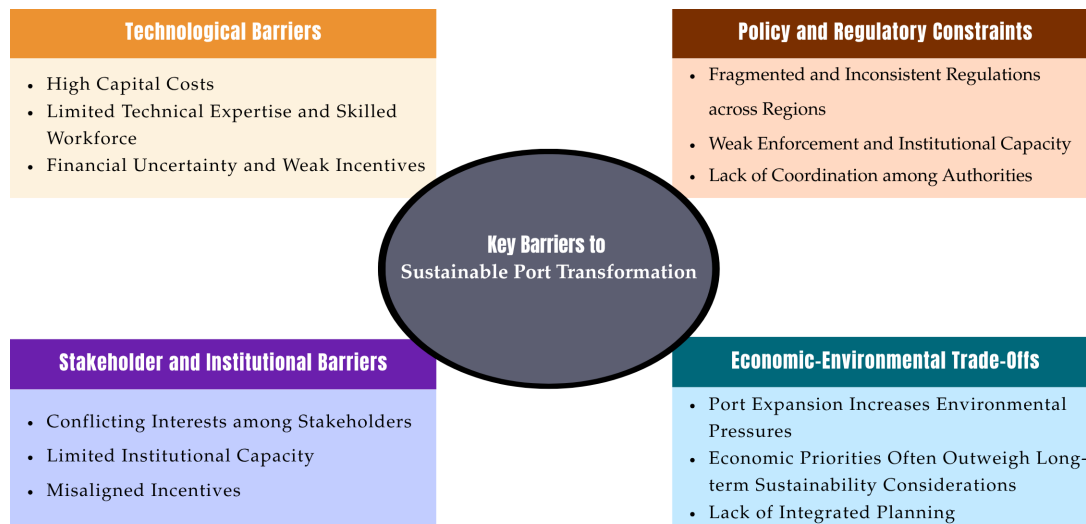 Technological Barriers
• High Capital Costs
• Limited Technical Expertise and Skilled
Workforce
• Financial Uncertainty and Weak Incentives
Policy and Regulatory Constraints
• Fragmented and Inconsistent Regulations
across Regions
• Weak Enforcement and Institutional Capacity
• Lack of Coordination among Authorities
Key Barriers to
Sustainable Port Transformation
Stakeholder and Institutional Barriers
• Conflicting Interests among Stakeholders
• Limited Institutional Capacity
• Misaligned Incentives
Economic-Environmental Trade-Offs
• Port Expansion Increases Environmental
Pressures
• Economic Priorities Often Outweigh Long-
term Sustainability Considerations
• Lack of Integrated Planning